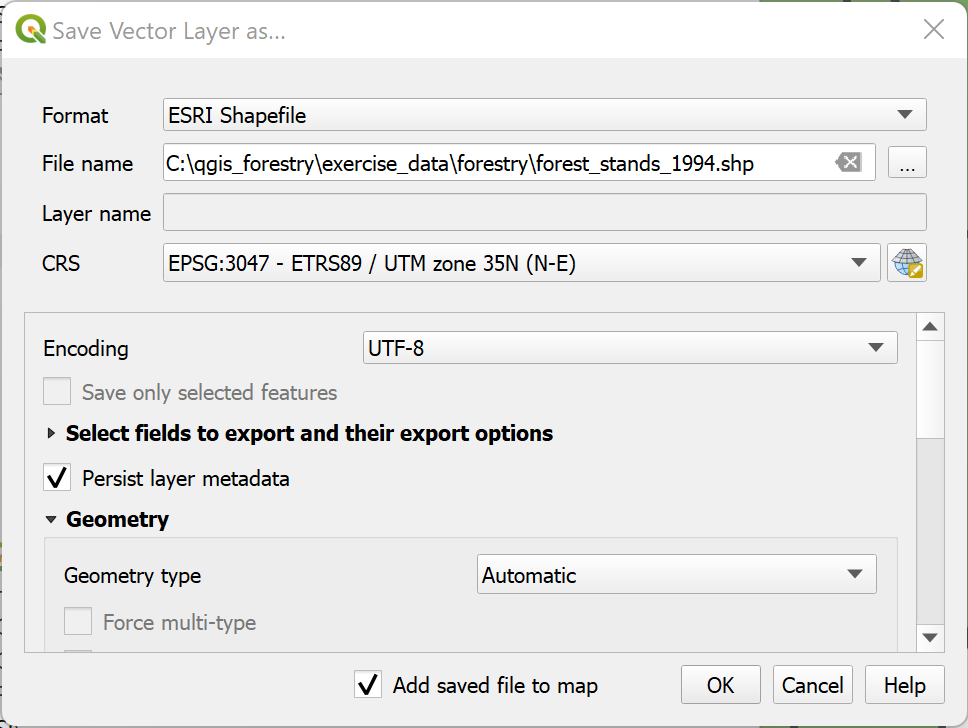 Save Vector Layer as...
Format ESRI Shapefile
File name C:\qgis_forestry\exercise_data\forestry\forest_stands_1994.shp ...
Layer name
CRS EPSG:3047 - ETRS89 / UTM zone 35N (N-E)
Encoding UTF-8
Save only selected features
Select fields to export and their export options
Persist layer metadata
Geometry
Geometry type Automatic
Force multi-type
Add saved file to map OK Cancel Help